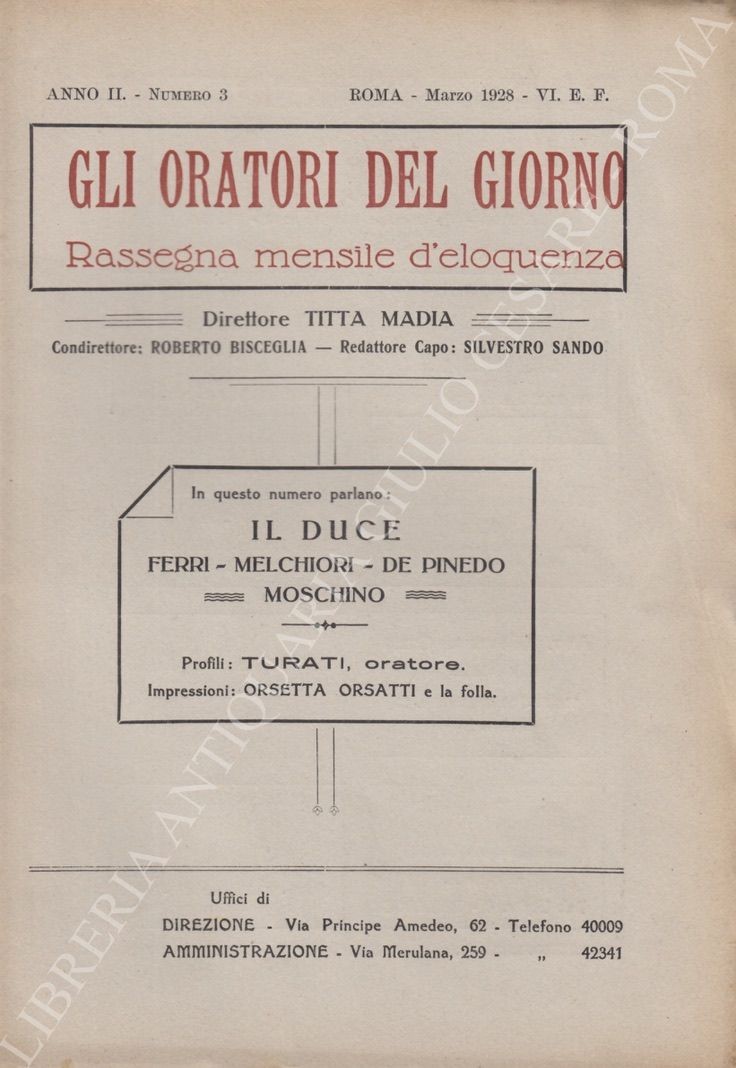 ANNO II. - NUMERO 3 ROMA - Marzo 1928 - VI. E. F.
GLI ORATORI DEL GIORNO
Rassegna mensile d'eloquenza
Direttore TITTA MADIA
Condirettore: ROBERTO BISCEGLIA — Redattore Capo: SILVESTRO SANDO
In questo numero parlano:
IL DUCE
FERRI - MELCHIORI - DE PINEDO
MOSCHINO
Profili: TURATI, oratore.
Impressioni: ORSETTA ORSATTI e la folla.
Uffici di
DIREZIONE - Via Principe Amedeo, 62 - Telefono 40009
AMMINISTRAZIONE - Via Merulana, 259 - „ 42341
LIBRERIA ANTIQUARIA GIULIO CESARE - ROMA